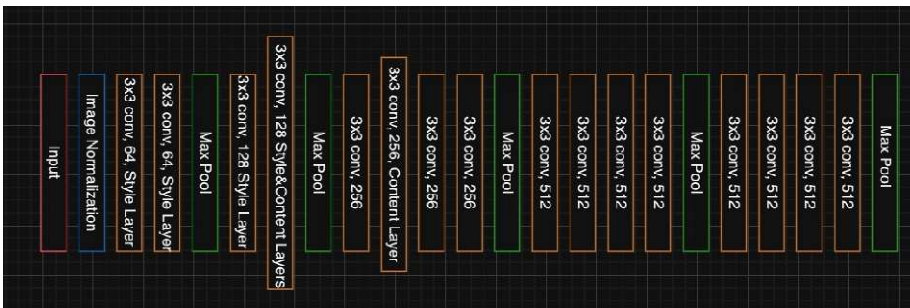 Input
Image Normalization
3x3 conv, 64, Style Layer
3x3 conv, 64, Style Layer
Max Pool
3x3 conv, 128 Style Layer
3x3 conv, 128 Style&Content Layers
Max Pool
3x3 conv, 256
3x3 conv, 256, Content Layer
3x3 conv, 256
3x3 conv, 256
Max Pool
3x3 conv, 512
3x3 conv, 512
3x3 conv, 512
3x3 conv, 512
Max Pool
3x3 conv, 512
3x3 conv, 512
3x3 conv, 512
3x3 conv, 512
Max Pool